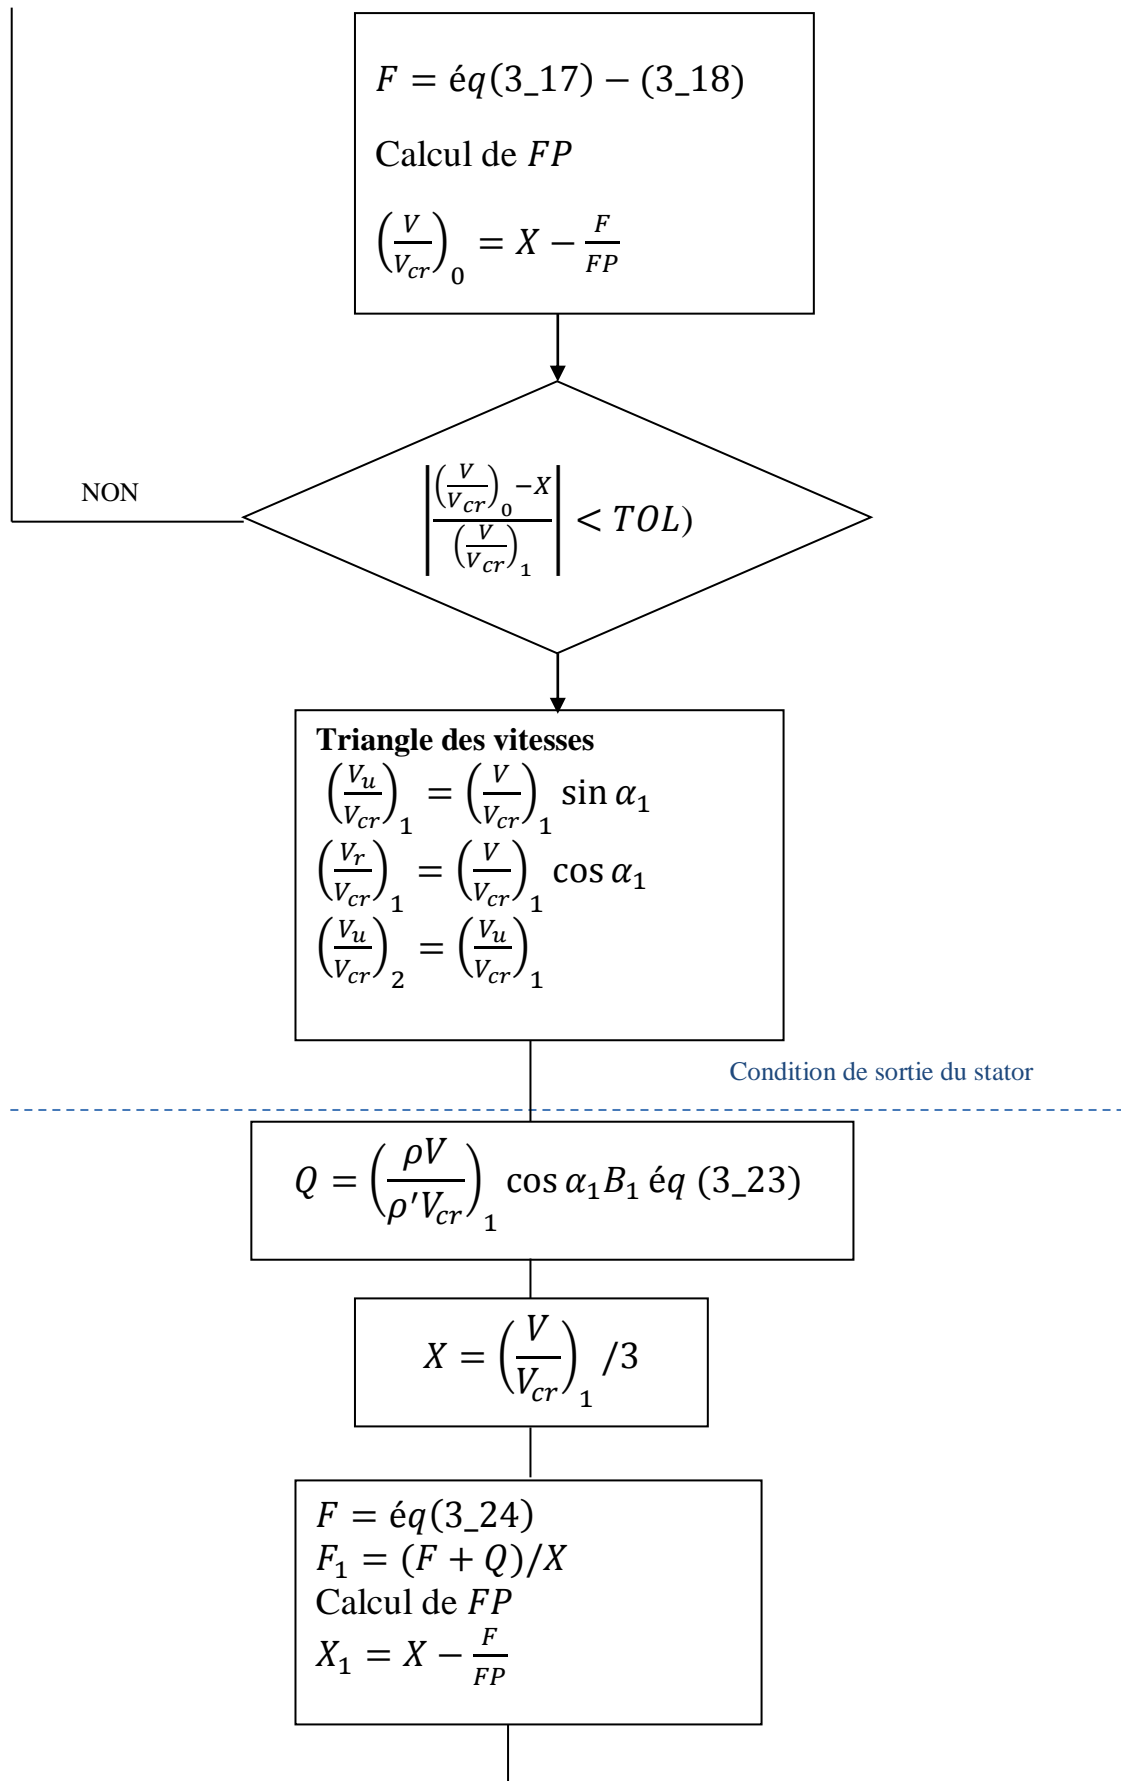 F = éq(3_17) − (3_18)
Calcul de FP
(V/V_cr)_0 = X − F/FP
NON
|((V/V_cr)_0 − X)/(V/V_cr)_1| < TOL)
Triangle des vitesses
(V_u/V_cr)_1 = (V/V_cr)_1 sin α_1
(V_r/V_cr)_1 = (V/V_cr)_1 cos α_1
(V_u/V_cr)_2 = (V_u/V_cr)_1
Condition de sortie du stator
Q = (ρV/ρ′V_cr)_1 cos α_1 B_1 éq (3_23)
X = (V/V_cr)_1 /3
F = éq(3_24)
F_1 = (F + Q)/X
Calcul de FP
X_1 = X − F/FP